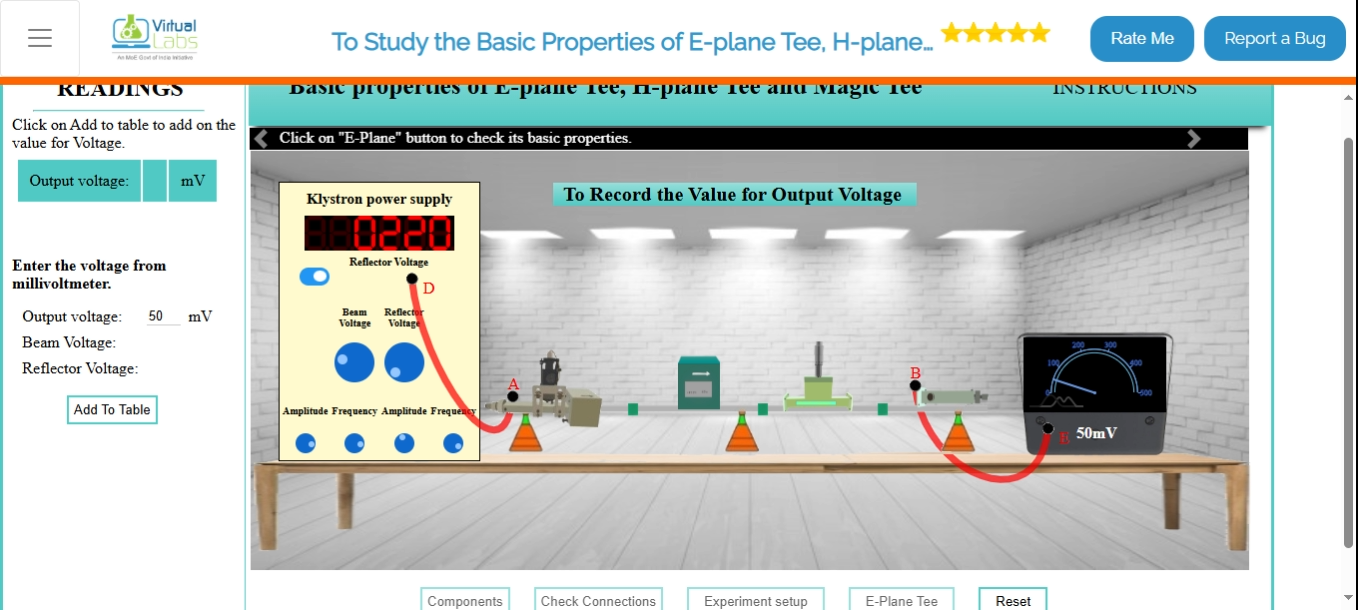 Virtual
Labs
An MoE Govt of India Initiative
To Study the Basic Properties of E-plane Tee, H-plane...
Rate Me
Report a Bug
READINGS
Click on Add to table to add on the
value for Voltage.
Output voltage:
mV
Enter the voltage from
millivoltmeter.
Output voltage: 50 mV
Beam Voltage:
Reflector Voltage:
Add To Table
Basic properties of E-plane Tee, H-plane Tee and Magic Tee
INSTRUCTIONS
Click on "E-Plane" button to check its basic properties.
To Record the Value for Output Voltage
Klystron power supply
0220
Reflector Voltage
D
Beam
Voltage
Reflector
Voltage
Amplitude Frequency Amplitude Frequency
A
B
0
100
200
300
400
500
E
50mV
Components
Check Connections
Experiment setup
E-Plane Tee
Reset